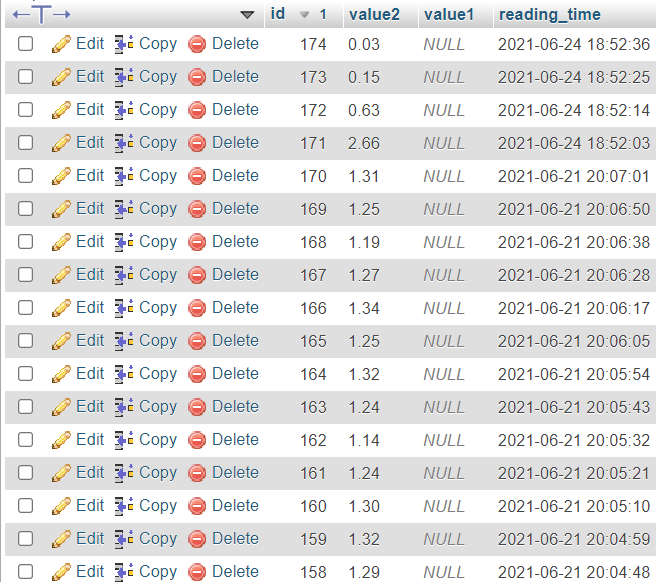 id 1 value2 value1 reading_time
Edit Copy Delete 174 0.03 NULL 2021-06-24 18:52:36
Edit Copy Delete 173 0.15 NULL 2021-06-24 18:52:25
Edit Copy Delete 172 0.63 NULL 2021-06-24 18:52:14
Edit Copy Delete 171 2.66 NULL 2021-06-24 18:52:03
Edit Copy Delete 170 1.31 NULL 2021-06-21 20:07:01
Edit Copy Delete 169 1.25 NULL 2021-06-21 20:06:50
Edit Copy Delete 168 1.19 NULL 2021-06-21 20:06:38
Edit Copy Delete 167 1.27 NULL 2021-06-21 20:06:28
Edit Copy Delete 166 1.34 NULL 2021-06-21 20:06:17
Edit Copy Delete 165 1.25 NULL 2021-06-21 20:06:05
Edit Copy Delete 164 1.32 NULL 2021-06-21 20:05:54
Edit Copy Delete 163 1.24 NULL 2021-06-21 20:05:43
Edit Copy Delete 162 1.14 NULL 2021-06-21 20:05:32
Edit Copy Delete 161 1.24 NULL 2021-06-21 20:05:21
Edit Copy Delete 160 1.30 NULL 2021-06-21 20:05:10
Edit Copy Delete 159 1.32 NULL 2021-06-21 20:04:59
Edit Copy Delete 158 1.29 NULL 2021-06-21 20:04:48